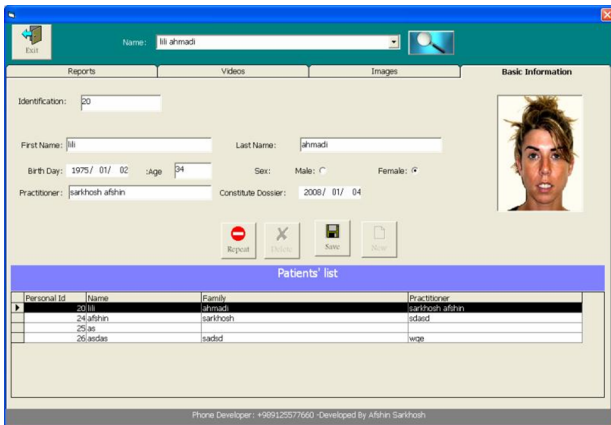 Exit
Name: lili ahmadi
Reports Videos Images Basic Information
Identification: 20
First Name: lili Last Name: ahmadi
Birth Day: 1975/ 01/ 02 :Age 34 Sex: Male: Female:
Practitioner: sarkhosh afshin Constitute Dossier: 2008/ 01/ 04
Repeat Delete Save New
Patients' list
Personal Id Name Family Practitioner
20 lili ahmadi sarkhosh afshin
24 afshin sarkhosh sdasd
25 as
26 asdas sadsd wqe
Phone Developer : +989125577660 -Developed By Afshin Sarkhosh